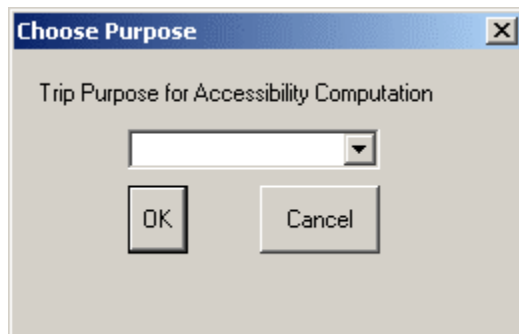 Choose Purpose
Trip Purpose for Accessibility Computation
OK
Cancel